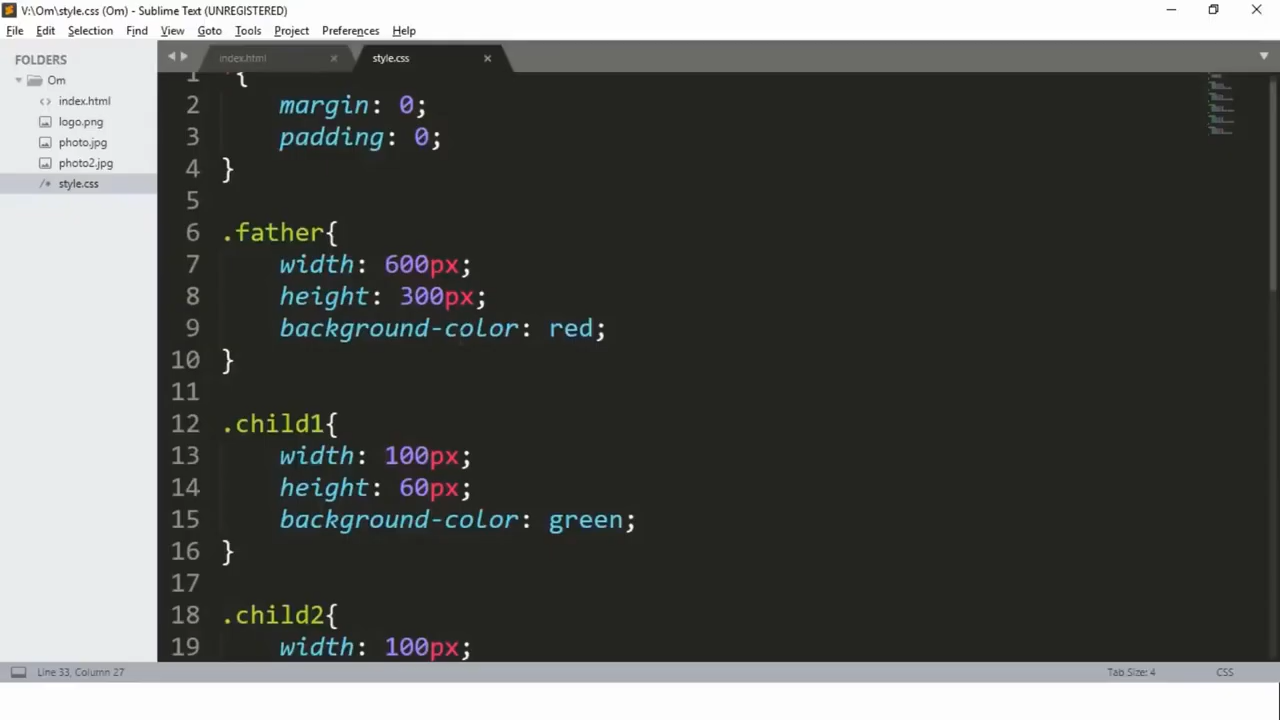 V:\Om\style.css (Om) - Sublime Text (UNREGISTERED)
File Edit Selection Find View Goto Tools Project Preferences Help
FOLDERS
Om
index.html
logo.png
photo.jpg
photo2.jpg
style.css
index.html style.css
1 *{
2 margin: 0;
3 padding: 0;
4 }
5
6 .father{
7 width: 600px;
8 height: 300px;
9 background-color: red;
10 }
11
12 .child1{
13 width: 100px;
14 height: 60px;
15 background-color: green;
16 }
17
18 .child2{
19 width: 100px;
Line 33, Column 27
Tab Size: 4
CSS